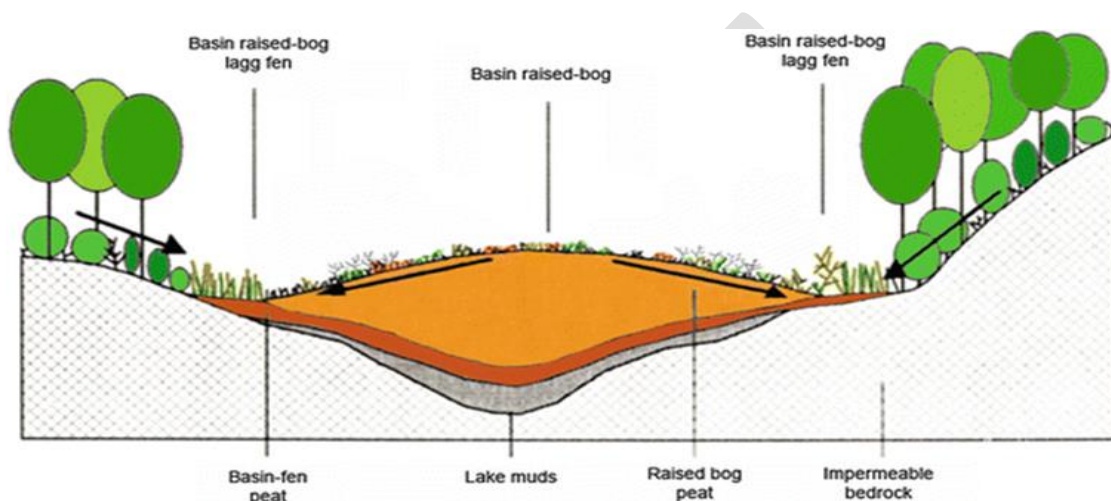 Basin raised-bog
lagg fen
Basin raised-bog
Basin raised-bog
lagg fen
Basin-fen
peat
Lake muds
Raised bog
peat
Impermeable
bedrock